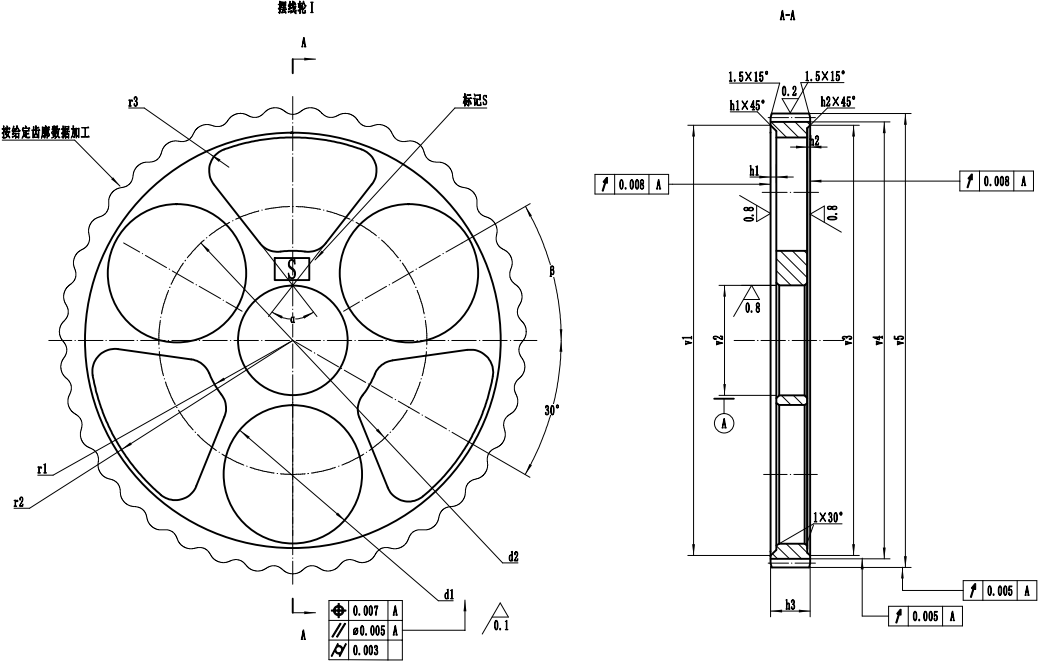 摆线轮 I
A-A
A
标记S
r3
按给定齿廓数据加工
S
α
β
30°
r1
r2
d2
d1
A
0.007 A
⌀0.005 A
0.003
0.1
1.5×15° 1.5×15°
0.2
h1×45° h2×45°
h2
h1
0.008 A
0.008 A
0.8 0.8
0.8
v1 v2 v3 v4 v5
A
1×30°
h3
0.005 A
0.005 A